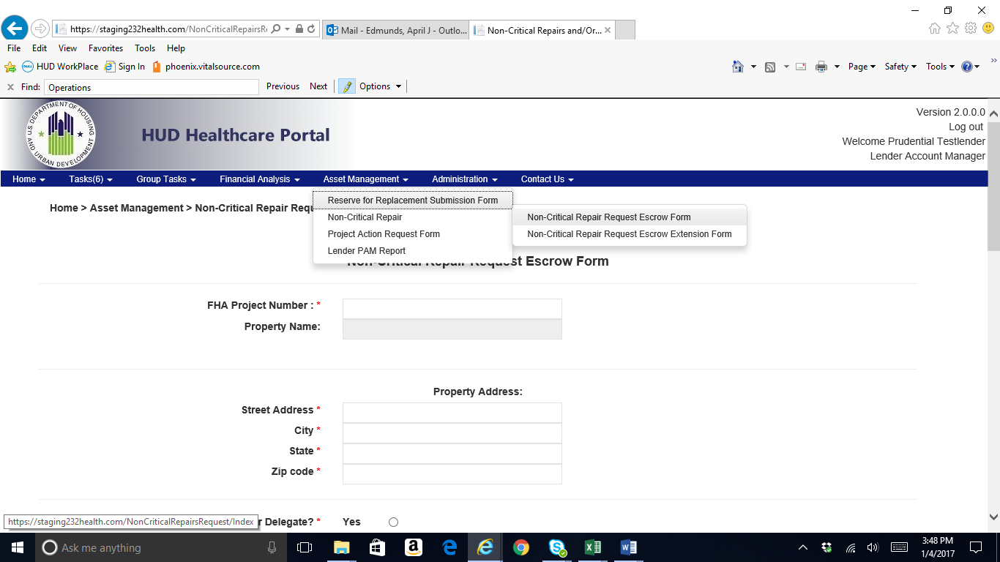 https://staging232health.com/NonCriticalRepairsR
Mail - Edmunds, April J - Outlo...
Non-Critical Repairs and/Or...
File Edit View Favorites Tools Help
HUD WorkPlace Sign In phoenix.vitalsource.com
Page Safety Tools
Find: Operations Previous Next Options
U.S. DEPARTMENT OF HOUSING AND URBAN DEVELOPMENT
HUD Healthcare Portal
Version 2.0.0.0
Log out
Welcome Prudential Testlender
Lender Account Manager
Home Tasks(6) Group Tasks Financial Analysis Asset Management Administration Contact Us
Home > Asset Management > Non-Critical Repair Requ
Reserve for Replacement Submission Form
Non-Critical Repair
Project Action Request Form
Lender PAM Report
Non-Critical Repair Request Escrow Form
Non-Critical Repair Request Escrow Extension Form
Non-Critical Repair Request Escrow Form
FHA Project Number : *
Property Name:
Property Address:
Street Address *
City *
State *
Zip code *
r Delegate? * Yes
https://staging232health.com/NonCriticalRepairsRequest/Index
Ask me anything
3:48 PM
1/4/2017